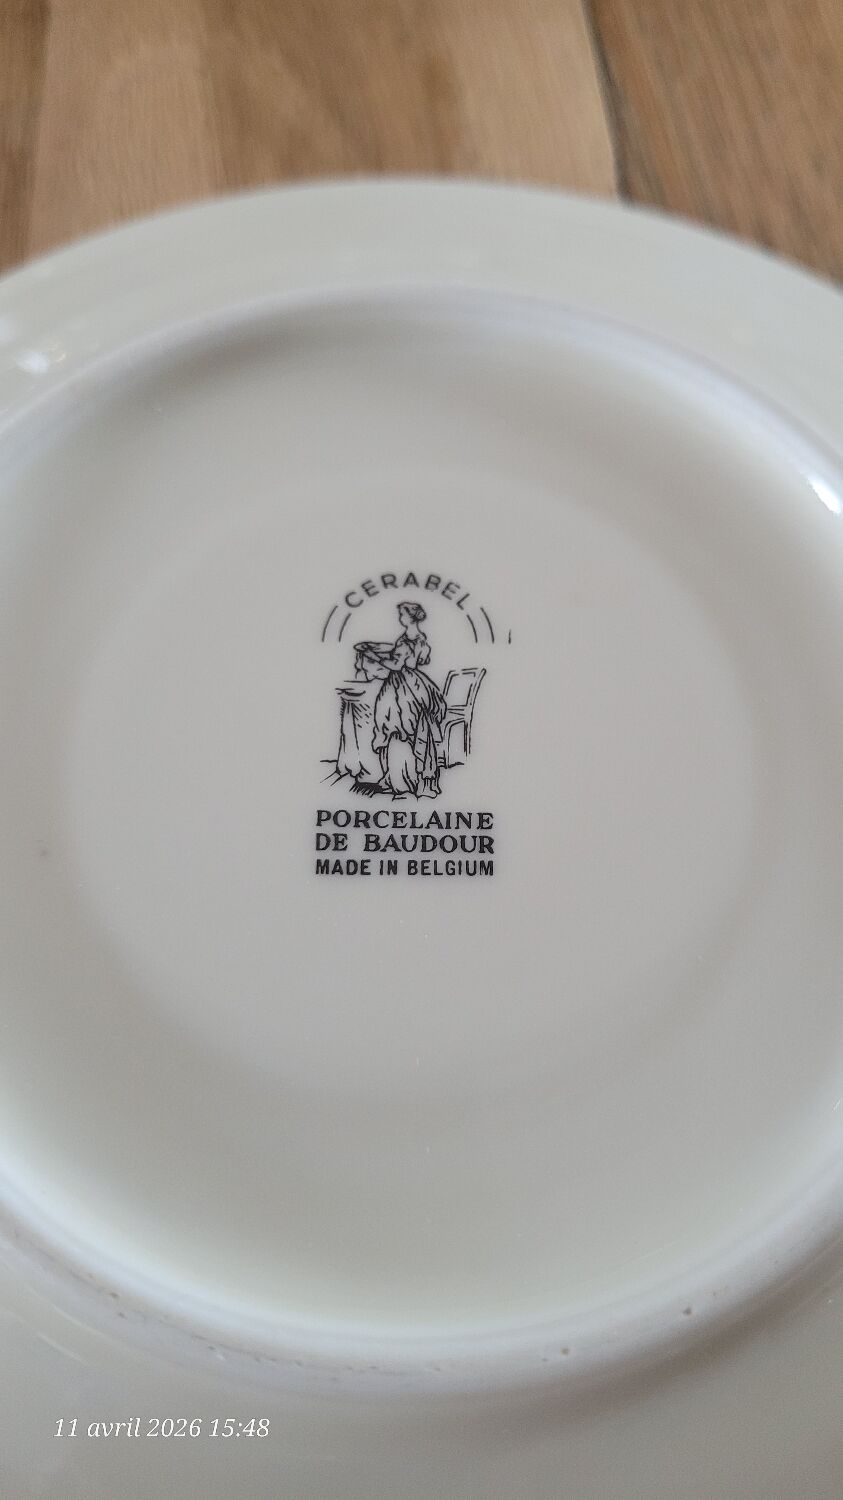 CERABEL
PORCELAINE
DE BAUDOUR
MADE IN BELGIUM
11 avril 2026 15:48